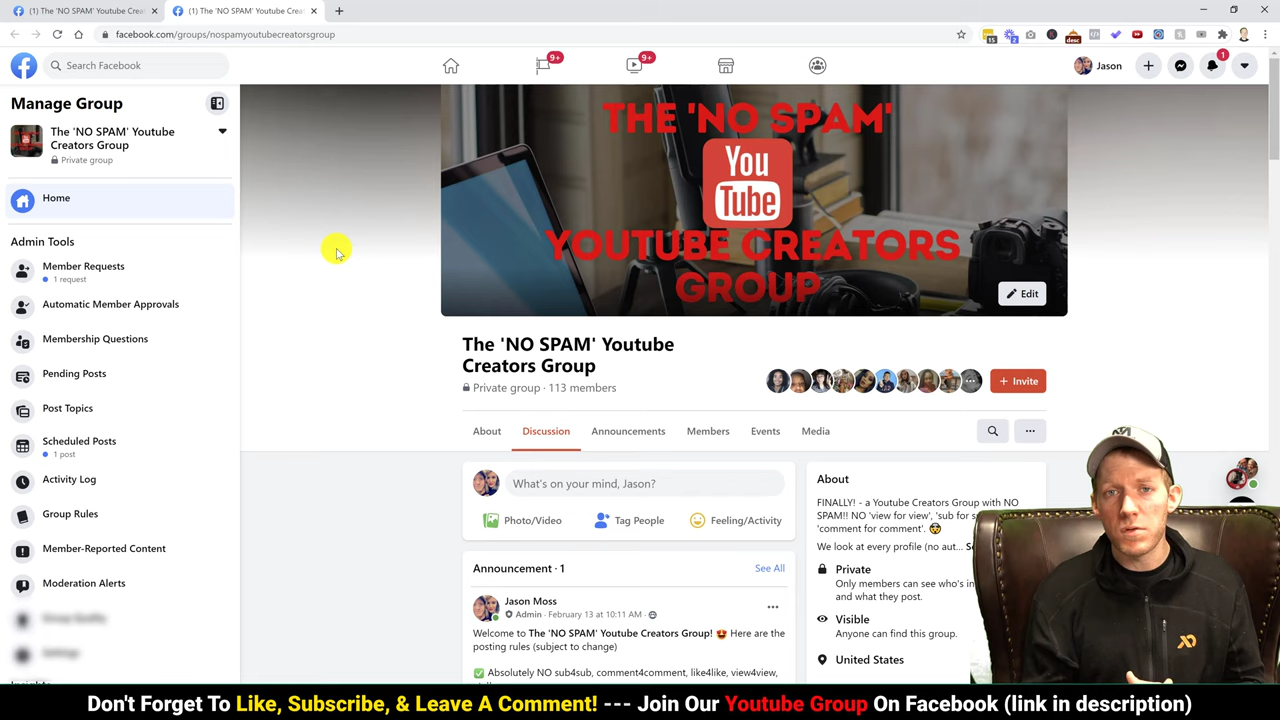 (1) The 'NO SPAM' Youtube Crea
(1) The 'NO SPAM' Youtube Crea
facebook.com/groups/nospamyoutubecreatorsgroup
15
2
desc
Search Facebook
9+
9+
Jason
1
Manage Group
The 'NO SPAM' Youtube
Creators Group
Private group
Home
Admin Tools
Member Requests
1 request
Automatic Member Approvals
Membership Questions
Pending Posts
Post Topics
Scheduled Posts
1 post
Activity Log
Group Rules
Member-Reported Content
Moderation Alerts
THE 'NO SPAM'
You
Tube
YOUTUBE CREATORS
GROUP
Edit
The 'NO SPAM' Youtube
Creators Group
Private group · 113 members
+ Invite
About
Discussion
Announcements
Members
Events
Media
What's on your mind, Jason?
Photo/Video
Tag People
Feeling/Activity
Announcement · 1
See All
Jason Moss
Admin · February 13 at 10:11 AM ·
Welcome to The 'NO SPAM' Youtube Creators Group! 😍 Here are the
posting rules (subject to change)
✅ Absolutely NO sub4sub, comment4comment, like4like, view4view,
About
FINALLY! - a Youtube Creators Group with NO
SPAM!! NO 'view for view', 'sub for s
'comment for comment'. 🤯
We look at every profile (no aut...
Private
Only members can see who's in
and what they post.
Visible
Anyone can find this group.
United States
Don't Forget To Like, Subscribe, & Leave A Comment! --- Join Our Youtube Group On Facebook (link in description)